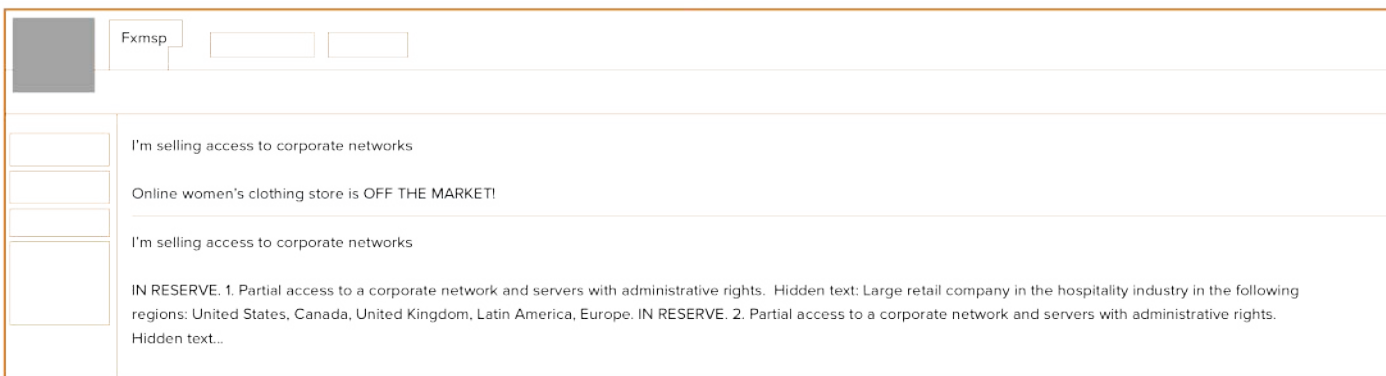 Fxmsp
I'm selling access to corporate networks
Online women's clothing store is OFF THE MARKET!
I'm selling access to corporate networks
IN RESERVE. 1. Partial access to a corporate network and servers with administrative rights.  Hidden text: Large retail company in the hospitality industry in the following
regions: United States, Canada, United Kingdom, Latin America, Europe. IN RESERVE. 2. Partial access to a corporate network and servers with administrative rights.
Hidden text...